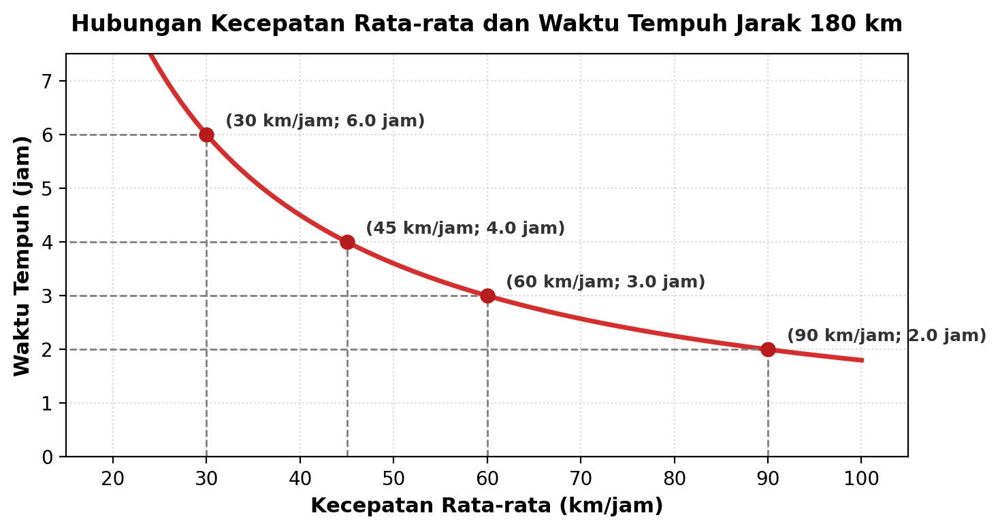 Hubungan Kecepatan Rata-rata dan Waktu Tempuh Jarak 180 km
Waktu Tempuh (jam)
7
6
5
4
3
2
1
0
(30 km/jam; 6.0 jam)
(45 km/jam; 4.0 jam)
(60 km/jam; 3.0 jam)
(90 km/jam; 2.0 jam)
20 30 40 50 60 70 80 90 100
Kecepatan Rata-rata (km/jam)